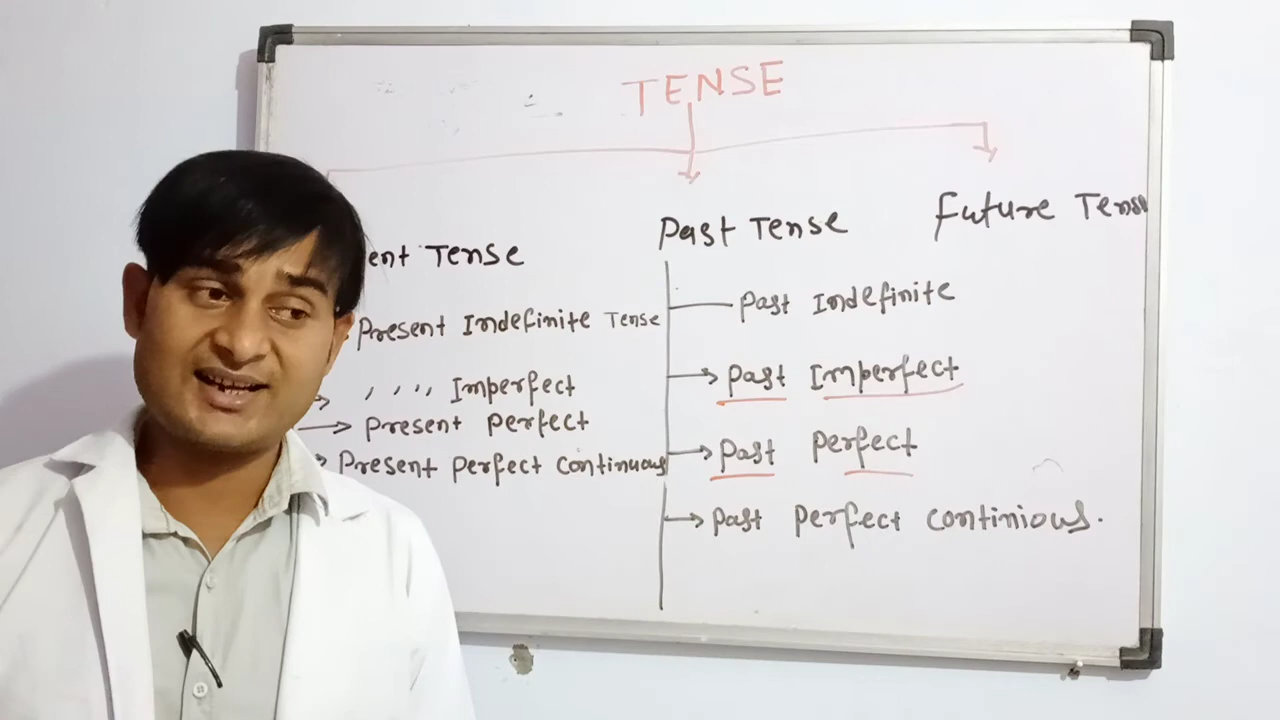 TENSE
ent Tense
Present Indefinite Tense
,,,, Imperfect
Present perfect
Present perfect continuous
Past Tense
Past Indefinite
Past Imperfect
Past perfect
Past perfect continious.
Future Tense